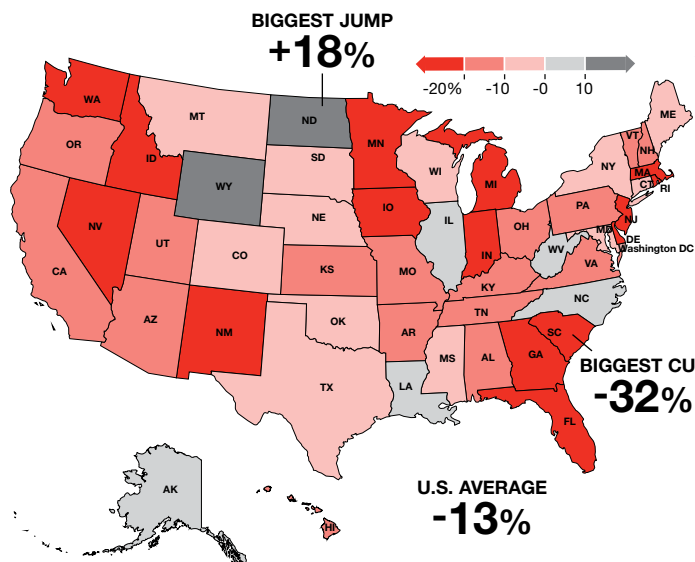 BIGGEST JUMP
+18%
-20%
-10
-0
10
WA
MT
ND
MN
ME
VT
NH
OR
ID
SD
WI
NY
MA
WY
MI
CT
RI
NE
IO
PA
NJ
NV
UT
CO
IL
IN
OH
MD
DE
Washington DC
WV
CA
KS
MO
KY
VA
NC
AZ
NM
OK
TN
AR
SC
TX
MS
AL
GA
LA
BIGGEST CU
-32%
FL
AK
HI
U.S. AVERAGE
-13%